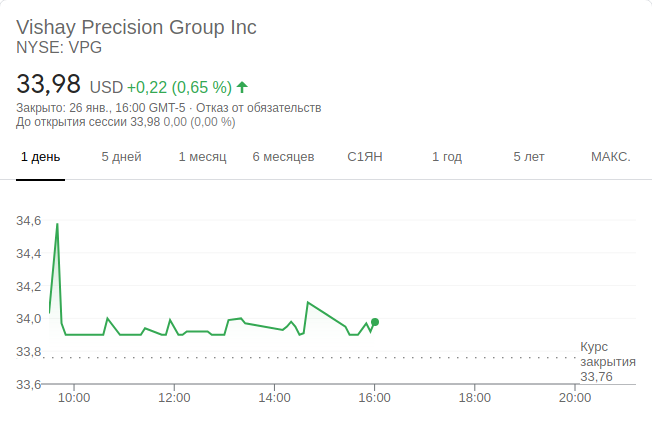 Vishay Precision Group Inc
NYSE: VPG
33,98 USD +0,22 (0,65 %)
Закрыто: 26 янв., 16:00 GMT-5 · Отказ от обязательств
До открытия сессии 33,98 0,00 (0,00 %)
1 день 5 дней 1 месяц 6 месяцев С1ЯН 1 год 5 лет МАКС.
34,6
34,4
34,2
34,0
33,8
33,6
Курс
закрытия
33,76
10:00 12:00 14:00 16:00 18:00 20:00